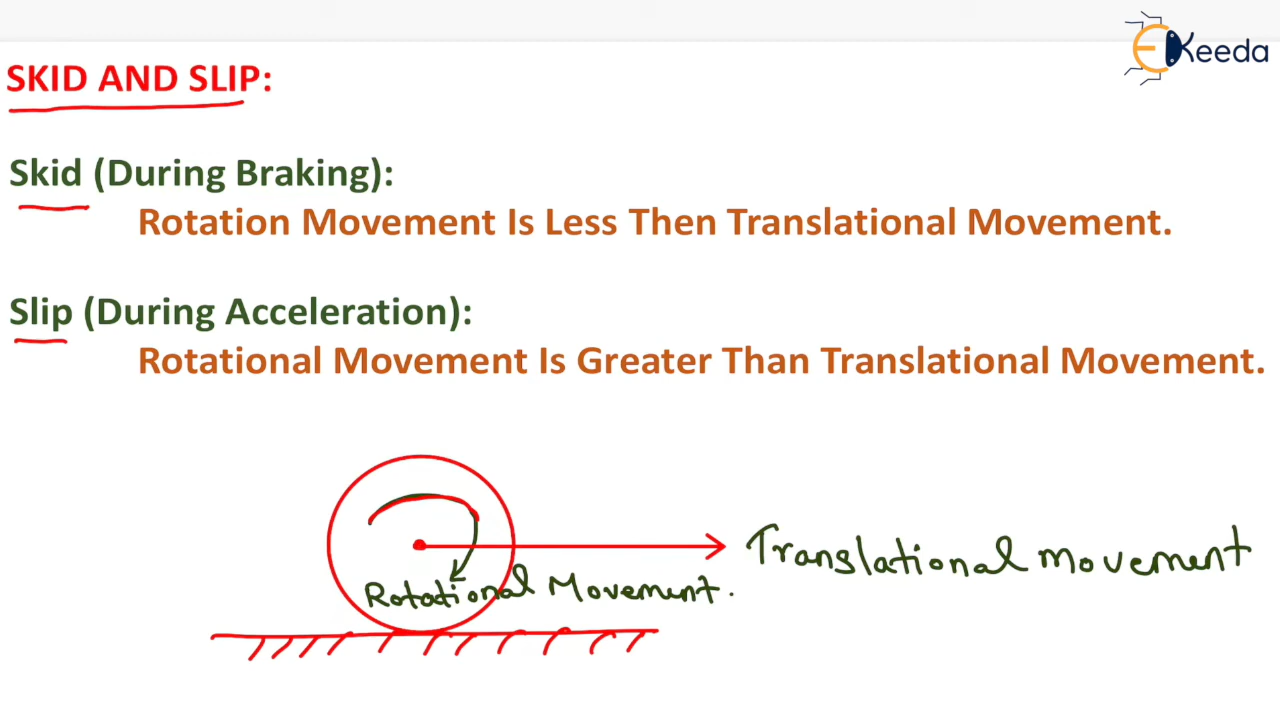 EKeeda
SKID AND SLIP:
Skid (During Braking):
Rotation Movement Is Less Then Translational Movement.
Slip (During Acceleration):
Rotational Movement Is Greater Than Translational Movement.
Translational movement
Rotational Movement.